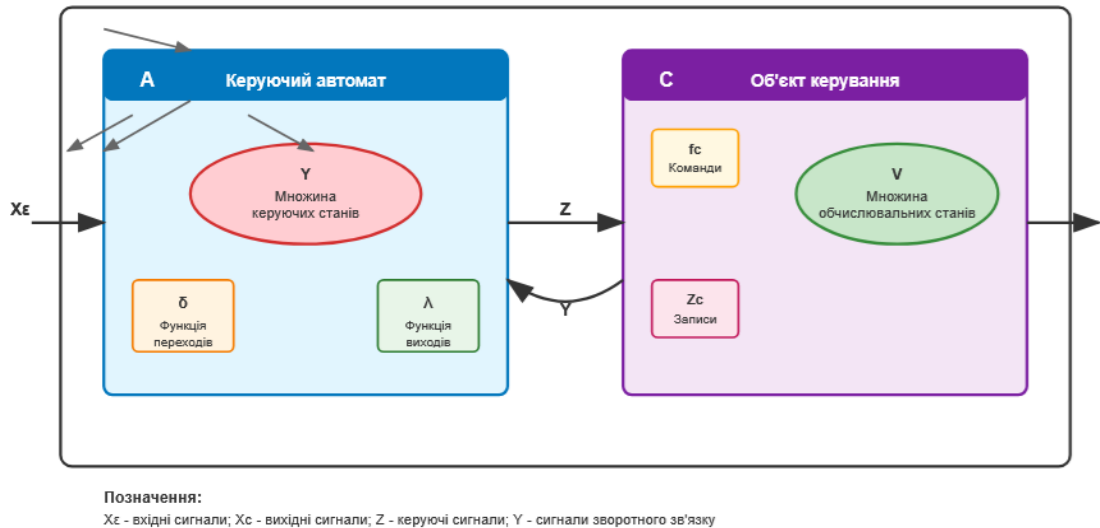 A Керуючий автомат
C Об'єкт керування
Y
Множина
керуючих станів
fc
Команди
V
Множина
обчислювальних станів
Xε
Z
δ
Функція
переходів
λ
Функція
виходів
Zc
Записи
Y
Позначення:
Xε - вхідні сигнали; Xc - вихідні сигнали; Z - керуючі сигнали; Y - сигнали зворотного зв'язку